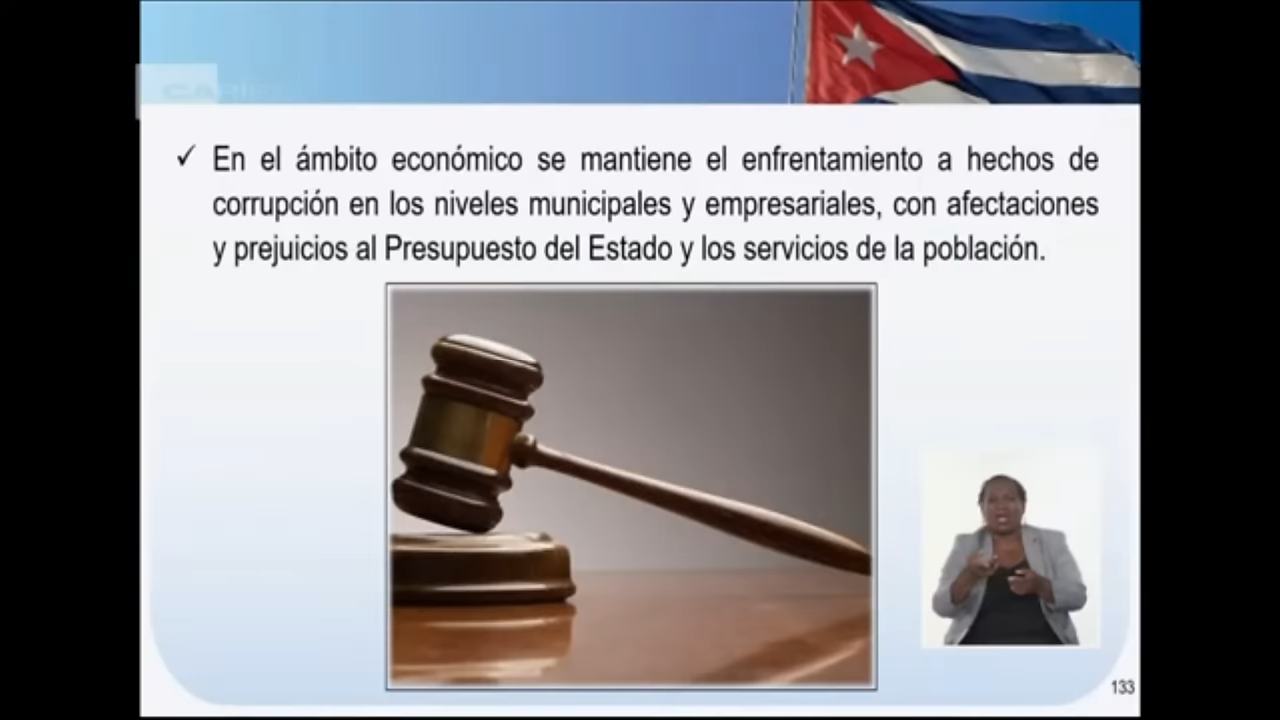 ✓ En el ámbito económico se mantiene el enfrentamiento a hechos de
corrupción en los niveles municipales y empresariales, con afectaciones
y prejuicios al Presupuesto del Estado y los servicios de la población.
133